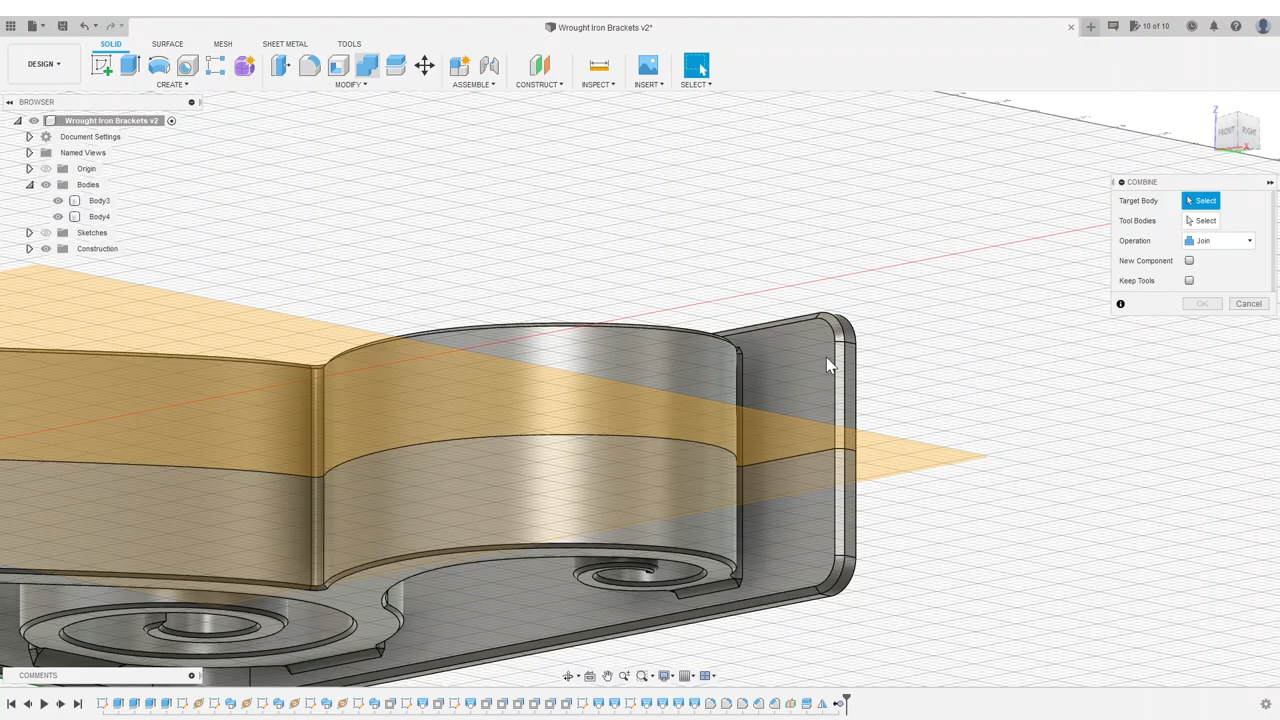 Wrought Iron Brackets v2*
10 of 10
DESIGN
SOLID
SURFACE
MESH
SHEET METAL
TOOLS
CREATE
MODIFY
ASSEMBLE
CONSTRUCT
INSPECT
INSERT
SELECT
BROWSER
Wrought Iron Brackets v2
Document Settings
Named Views
Origin
Bodies
Body3
Body4
Sketches
Construction
Z
FRONT
RIGHT
X
COMBINE
Target Body
Select
Tool Bodies
Select
Operation
Join
New Component
Keep Tools
OK
Cancel
COMMENTS